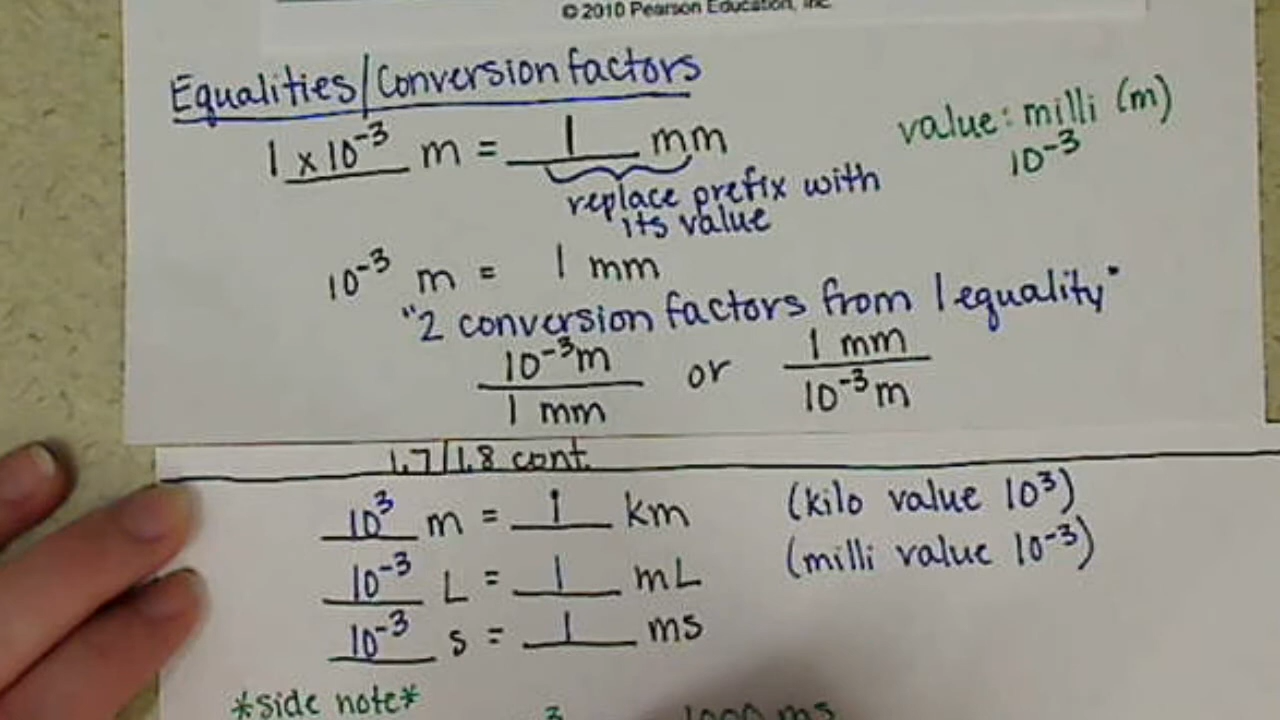 © 2010 Pearson Education, Inc.
Equalities/Conversion factors
1 x 10⁻³ m = 1 mm
value: milli (m)
10⁻³
replace prefix with
its value
10⁻³ m = 1 mm
"2 conversion factors from 1 equality"
10⁻³m or 1 mm
1 mm 10⁻³m
1.7/1.8 cont.
10³ m = 1 km (kilo value 10³)
10⁻³ L = 1 mL (milli value 10⁻³)
10⁻³ s = 1 ms
*side note*
3 1000 ms